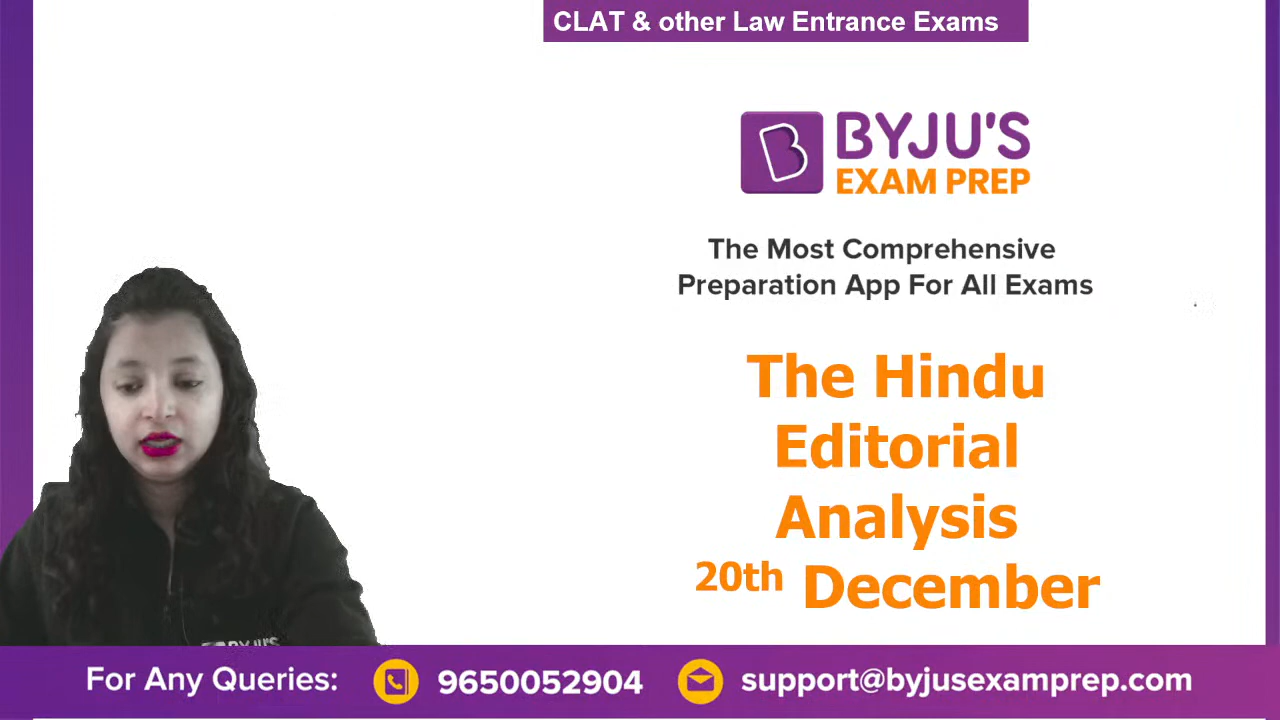 CLAT & other Law Entrance Exams
BYJU'S
EXAM PREP
The Most Comprehensive
Preparation App For All Exams
The Hindu
Editorial
Analysis
20th December
BYJU'S
For Any Queries: 9650052904 support@byjusexamprep.com